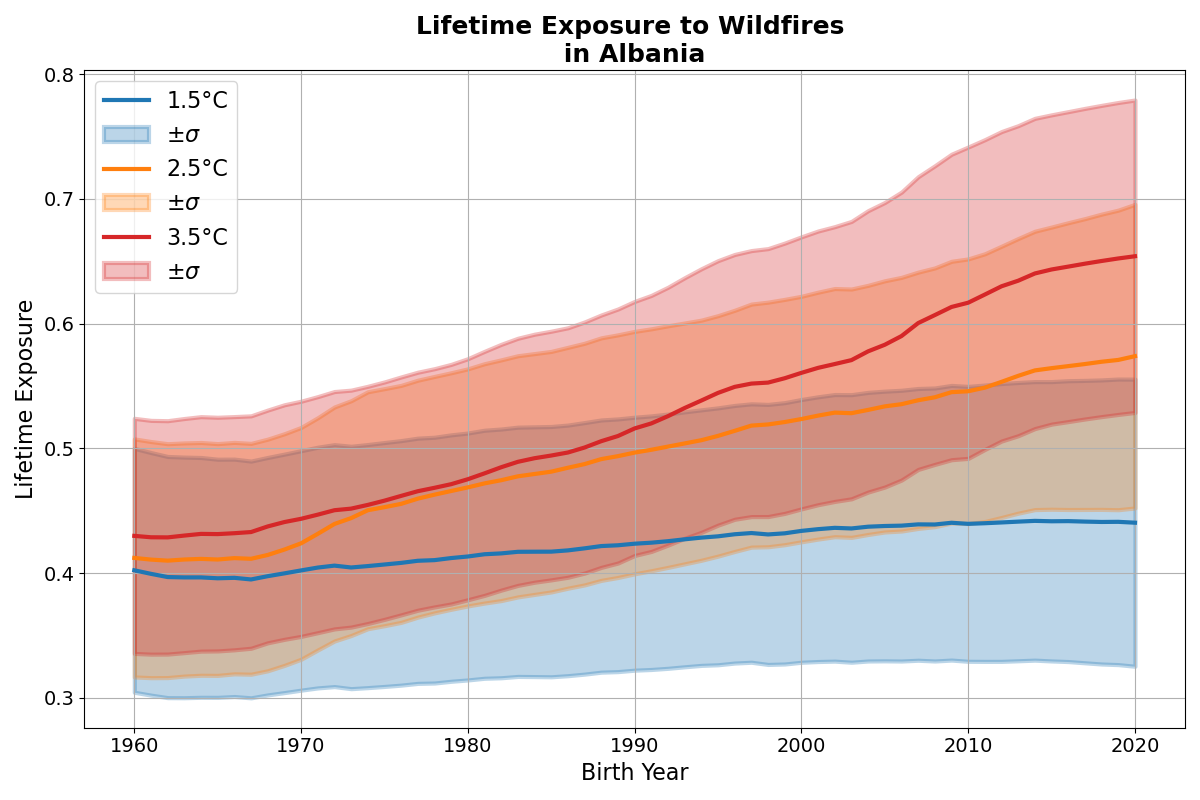 Lifetime Exposure to Wildfires
in Albania
1.5°C
±σ
2.5°C
±σ
3.5°C
±σ
Lifetime Exposure
0.8
0.7
0.6
0.5
0.4
0.3
1960 1970 1980 1990 2000 2010 2020
Birth Year